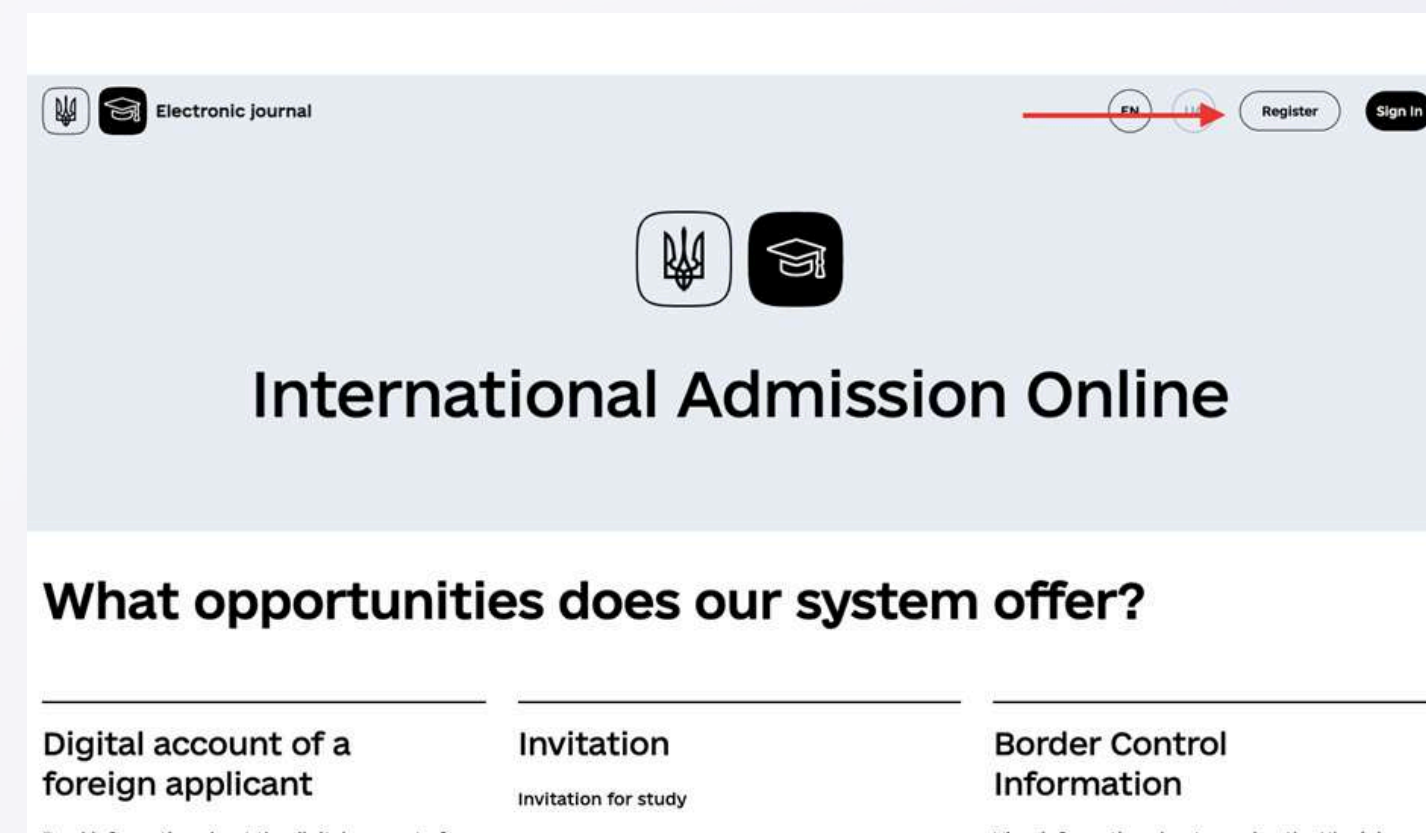 Electronic journal
EN
Register
Sign In
International Admission Online
What opportunities does our system offer?
Digital account of a
foreign applicant
Invitation
Invitation for study
Border Control
Information